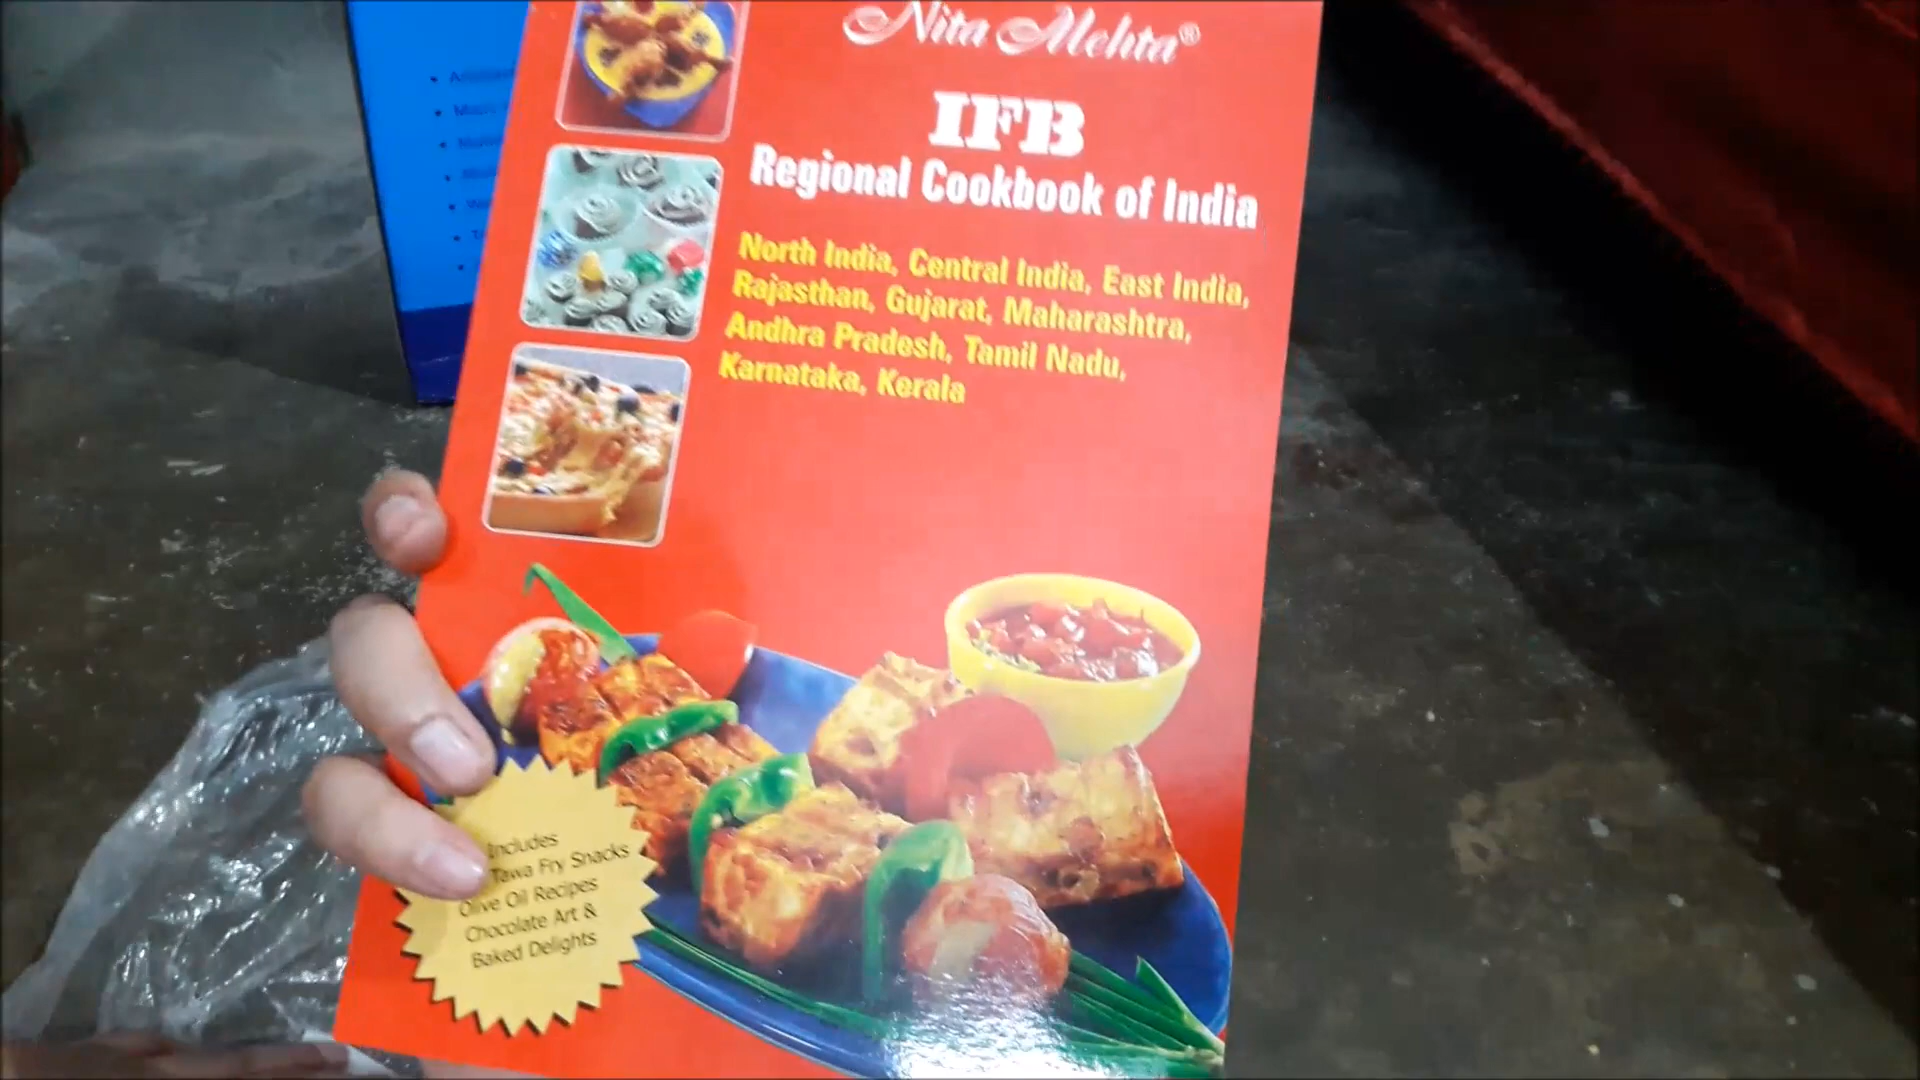 Nita Mehta®
IFB
Regional Cookbook of India
North India, Central India, East India,
Rajasthan, Gujarat, Maharashtra,
Andhra Pradesh, Tamil Nadu,
Karnataka, Kerala
Includes
Tawa Fry Snacks
Olive Oil Recipes
Chocolate Art &
Baked Delights